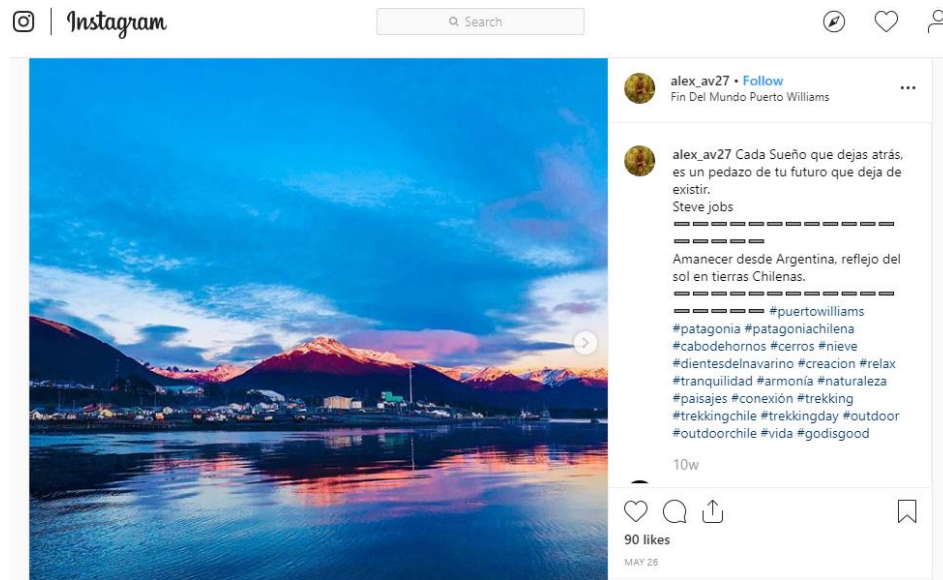 Instagram
Search
alex_av27 • Follow
Fin Del Mundo Puerto Williams
alex_av27 Cada Sueño que dejas atrás,
es un pedazo de tu futuro que deja de
existir.
Steve jobs
Amanecer desde Argentina, reflejo del
sol en tierras Chilenas.
#puertowilliams
#patagonia #patagoniachilena
#cabodehornos #cerros #nieve
#dientesdelnavarino #creacion #relax
#tranquilidad #armonía #naturaleza
#paisajes #conexión #trekking
#trekkingchile #trekkingday #outdoor
#outdoorchile #vida #godisgood
10w
90 likes
MAY 26